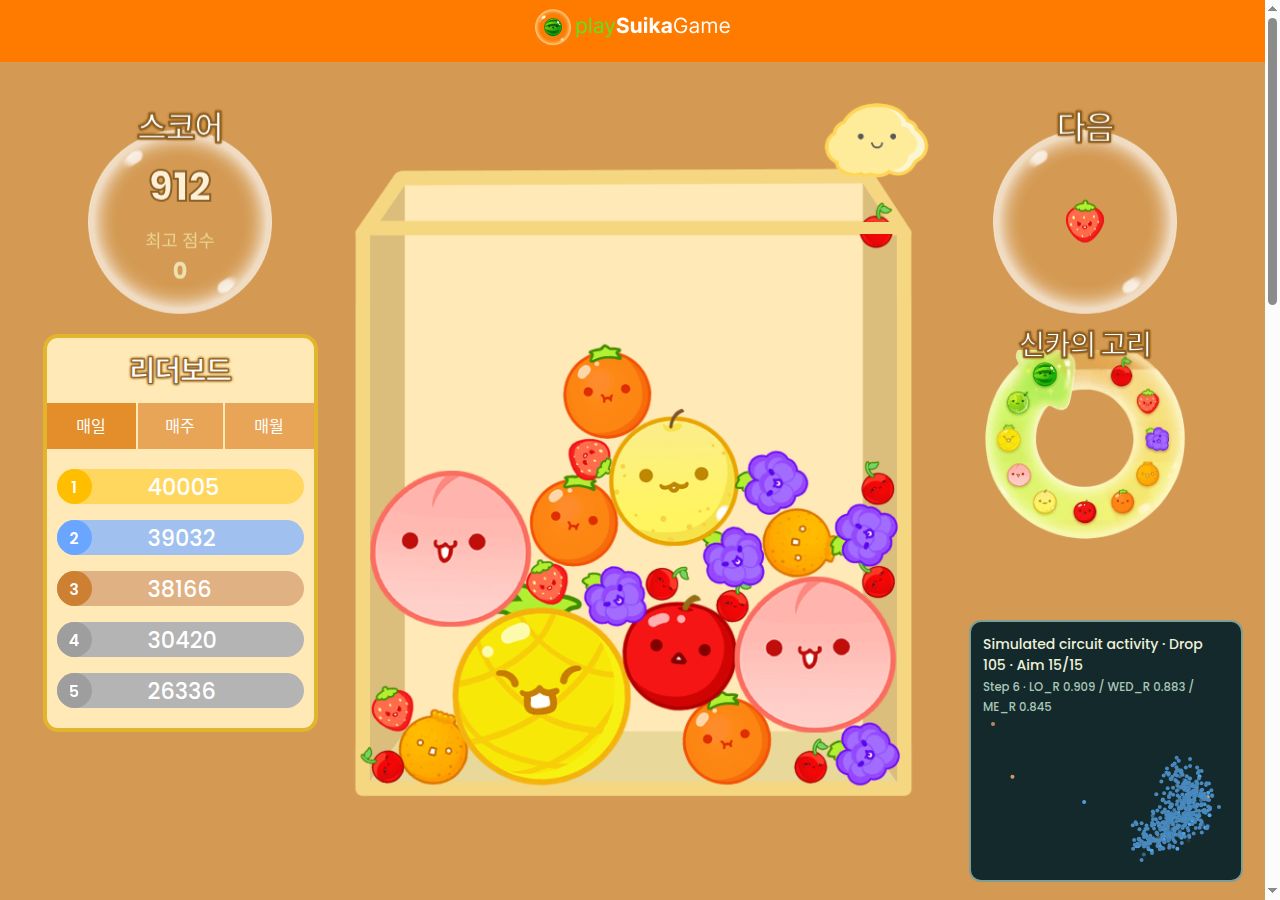 playSuikaGame
스코어
912
최고 점수
0
리더보드
매일 매주 매월
1 40005
2 39032
3 38166
4 30420
5 26336
다음
신카의 고리
Simulated circuit activity · Drop
105 · Aim 15/15
Step 6 · LO_R 0.909 / WED_R 0.883 /
ME_R 0.845